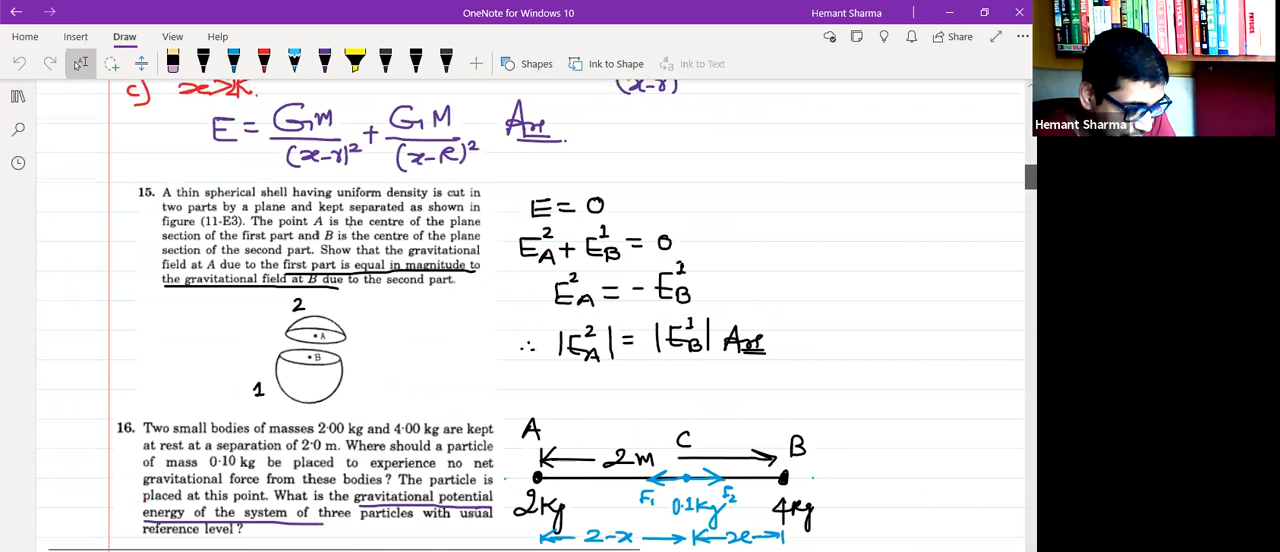 OneNote for Windows 10
Hemant Sharma
Home Insert Draw View Help
Share
Shapes
Ink to Shape
Ink to Text
c) x>R.
(x-r)
E = Gm/(x-r)² + GM/(x-R)² Ans.
15. A thin spherical shell having uniform density is cut in
two parts by a plane and kept separated as shown in
figure (11-E3). The point A is the centre of the plane
section of the first part and B is the centre of the plane
section of the second part. Show that the gravitational
field at A due to the first part is equal in magnitude to
the gravitational field at B due to the second part.
E = 0
E²A + E¹B = 0
E²A = - E¹B
∴ |E²A| = |E¹B| Ans
2
A
B
1
16. Two small bodies of masses 2·00 kg and 4·00 kg are kept
at rest at a separation of 2·0 m. Where should a particle
of mass 0·10 kg be placed to experience no net
gravitational force from these bodies ? The particle is
placed at this point. What is the gravitational potential
energy of the system of three particles with usual
reference level ?
A
C
B
2m
F₁
F₂
2Kg
0.1Kg
4Kg
2-x
x
Hemant Sharma
PHYSICS